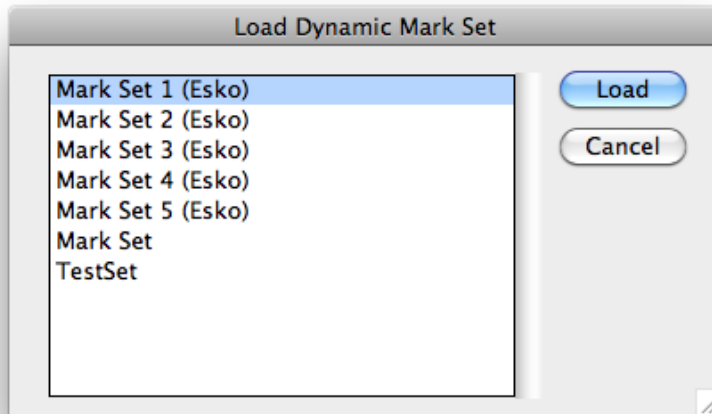 Load Dynamic Mark Set
Mark Set 1 (Esko)
Mark Set 2 (Esko)
Mark Set 3 (Esko)
Mark Set 4 (Esko)
Mark Set 5 (Esko)
Mark Set
TestSet
Load
Cancel